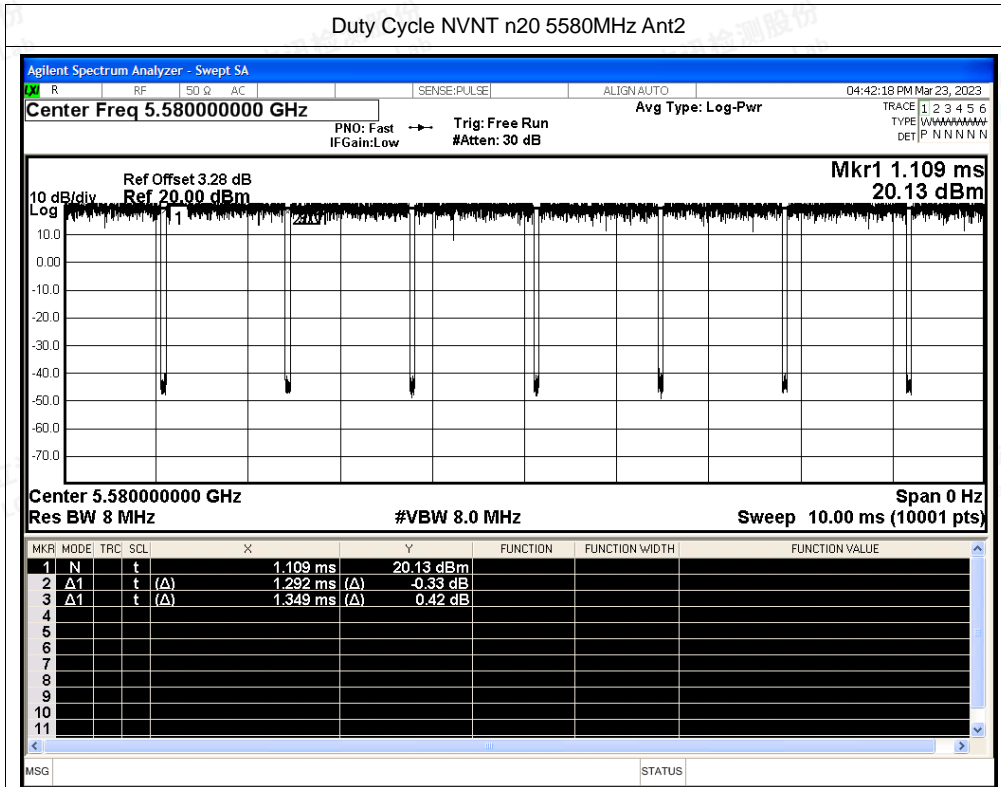 Duty Cycle NVNT n20 5580MHz Ant2
Agilent Spectrum Analyzer - Swept SA
LXI R RF 50 Ω AC SENSE:PULSE ALIGN AUTO 04:42:18 PM Mar 23, 2023
Center Freq 5.580000000 GHz Avg Type: Log-Pwr TRACE 1 2 3 4 5 6
PNO: Fast Trig: Free Run TYPE
IFGain:Low #Atten: 30 dB DET P N N N N N
Mkr1 1.109 ms
Ref Offset 3.28 dB
10 dB/div Ref 20.00 dBm 20.13 dBm
Log
1
10.0
0.00
-10.0
-20.0
-30.0
-40.0
-50.0
-60.0
-70.0
Center 5.580000000 GHz Span 0 Hz
Res BW 8 MHz #VBW 8.0 MHz Sweep 10.00 ms (10001 pts)
MKR MODE TRC SCL X Y FUNCTION FUNCTION WIDTH FUNCTION VALUE
1 N t 1.109 ms 20.13 dBm
2 Δ1 t (Δ) 1.292 ms (Δ) -0.33 dB
3 Δ1 t (Δ) 1.349 ms (Δ) 0.42 dB
4
5
6
7
8
9
10
11
MSG STATUS